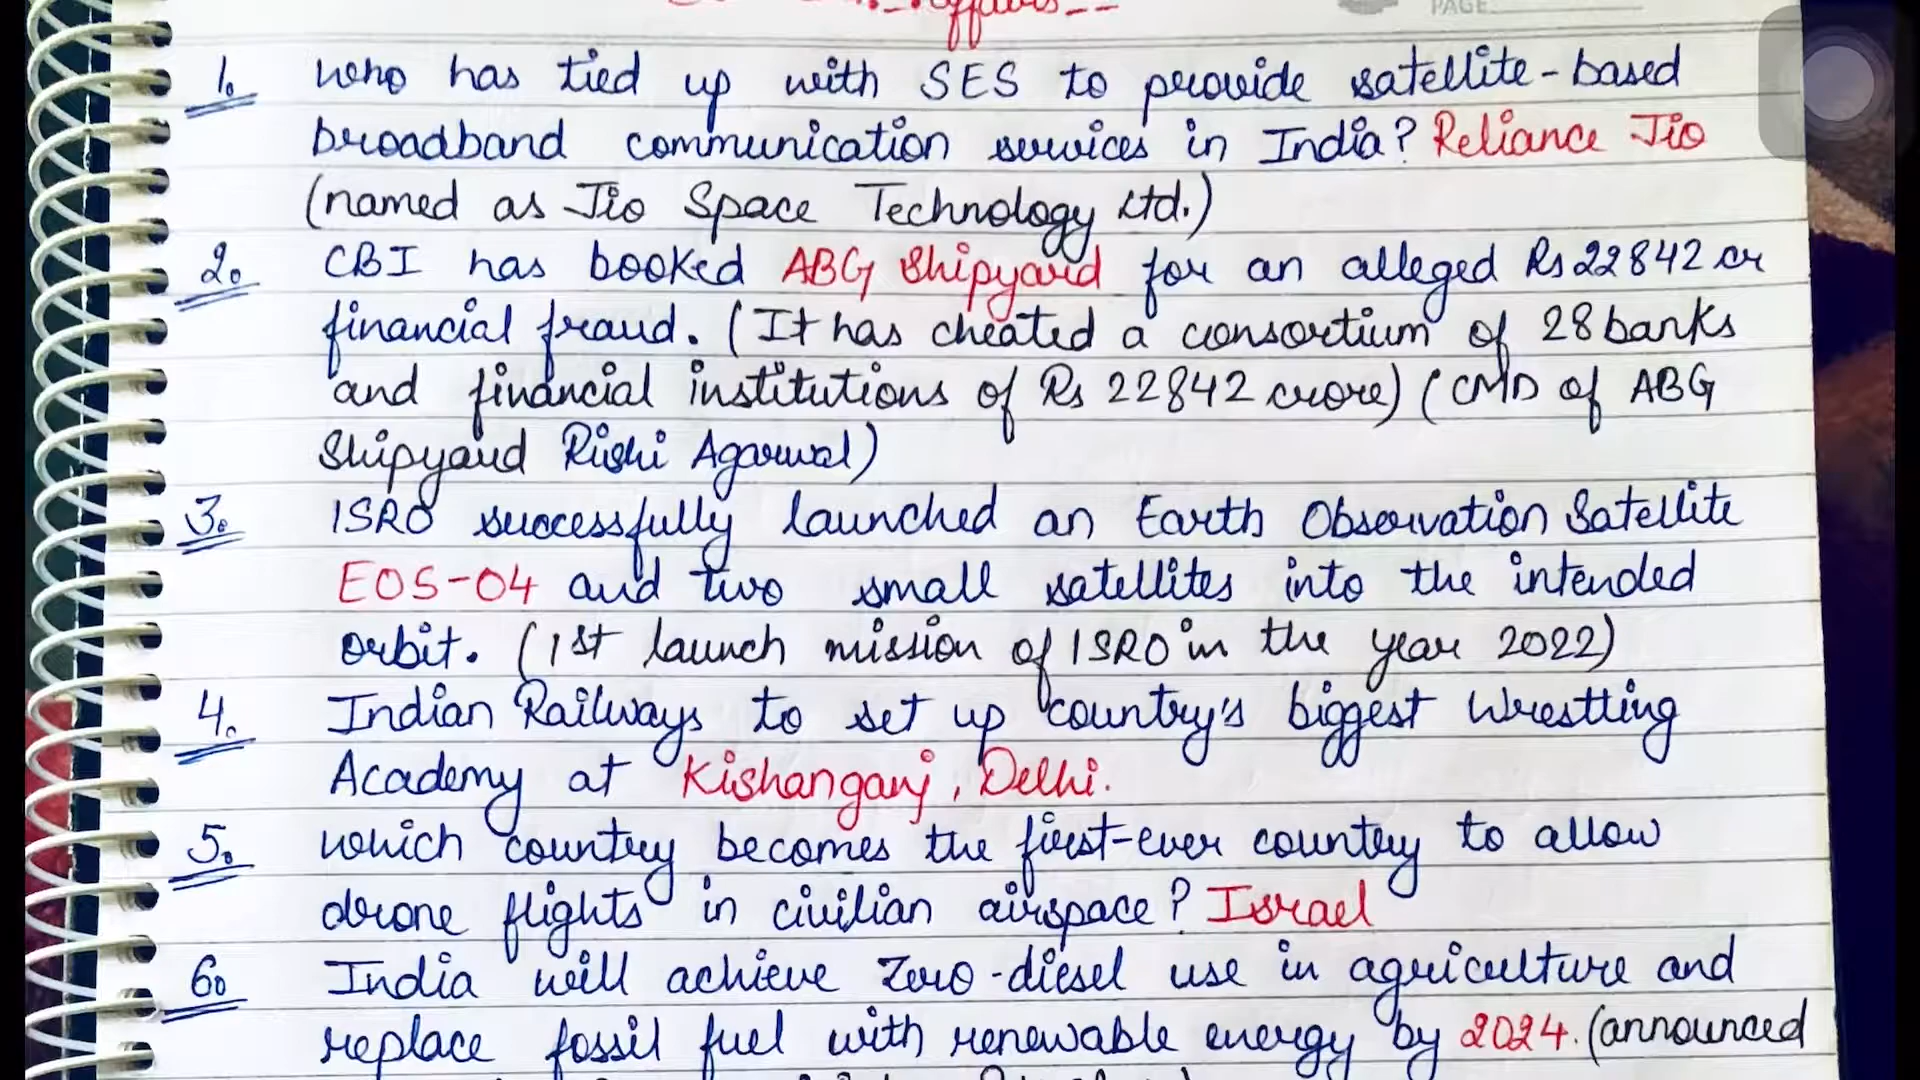 Affairs
PAGE
1. who has tied up with SES to provide satellite-based
broadband communication services in India? Reliance Jio
(named as Jio Space Technology Ltd.)
2. CBI has booked ABG Shipyard for an alleged Rs 22842 cr
financial fraud. (It has cheated a consortium of 28 banks
and financial institutions of Rs 22842 crore) (CMD of ABG
Shipyard Rishi Agarwal)
3. ISRO successfully launched an Earth Observation Satellite
EOS-04 and two small satellites into the intended
orbit. (1st launch mission of ISRO in the year 2022)
4. Indian Railways to set up country's biggest Wrestling
Academy at Kishanganj, Delhi.
5. which country becomes the first-ever country to allow
drone flights in civilian airspace? Israel
6. India will achieve Zero-diesel use in agriculture and
replace fossil fuel with renewable energy by 2024. (announced